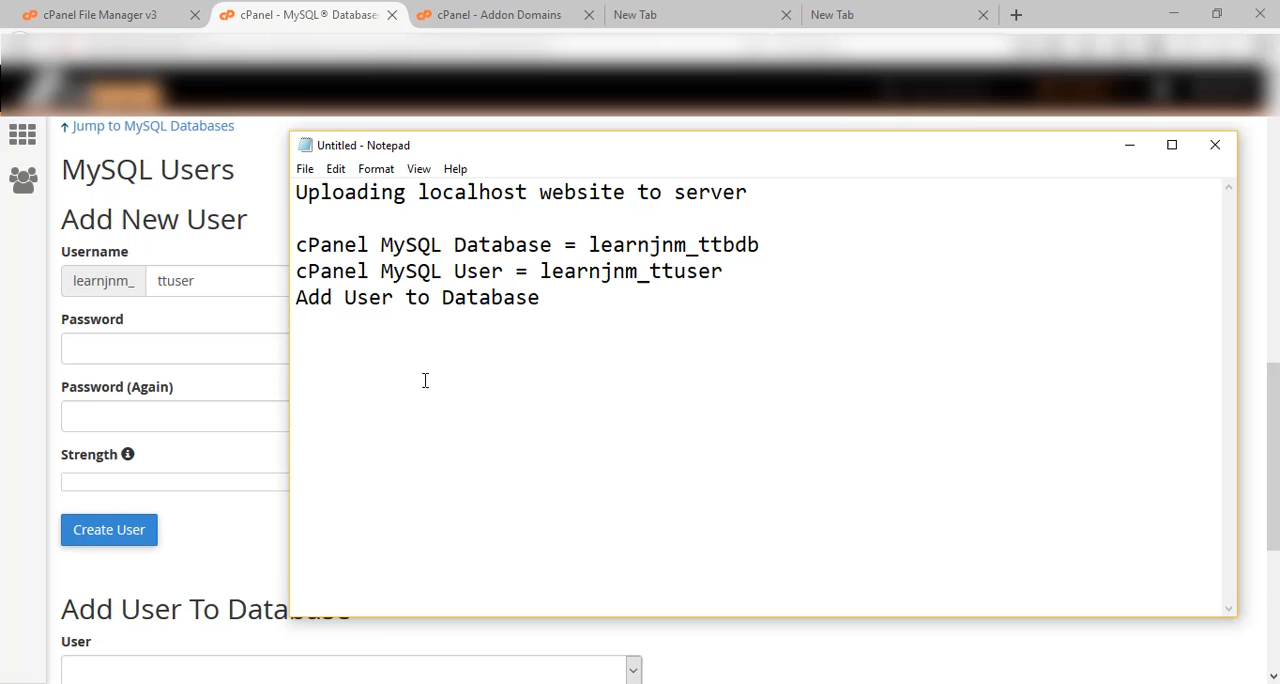 cPanel File Manager v3
cPanel - MySQL® Database
cPanel - Addon Domains
New Tab
New Tab
Jump to MySQL Databases
MySQL Users
Add New User
Username
learnjnm_
ttuser
Password
Password (Again)
Strength
Create User
Add User To Database
User
Untitled - Notepad
File Edit Format View Help
Uploading localhost website to server
cPanel MySQL Database = learnjnm_ttbdb
cPanel MySQL User = learnjnm_ttuser
Add User to Database